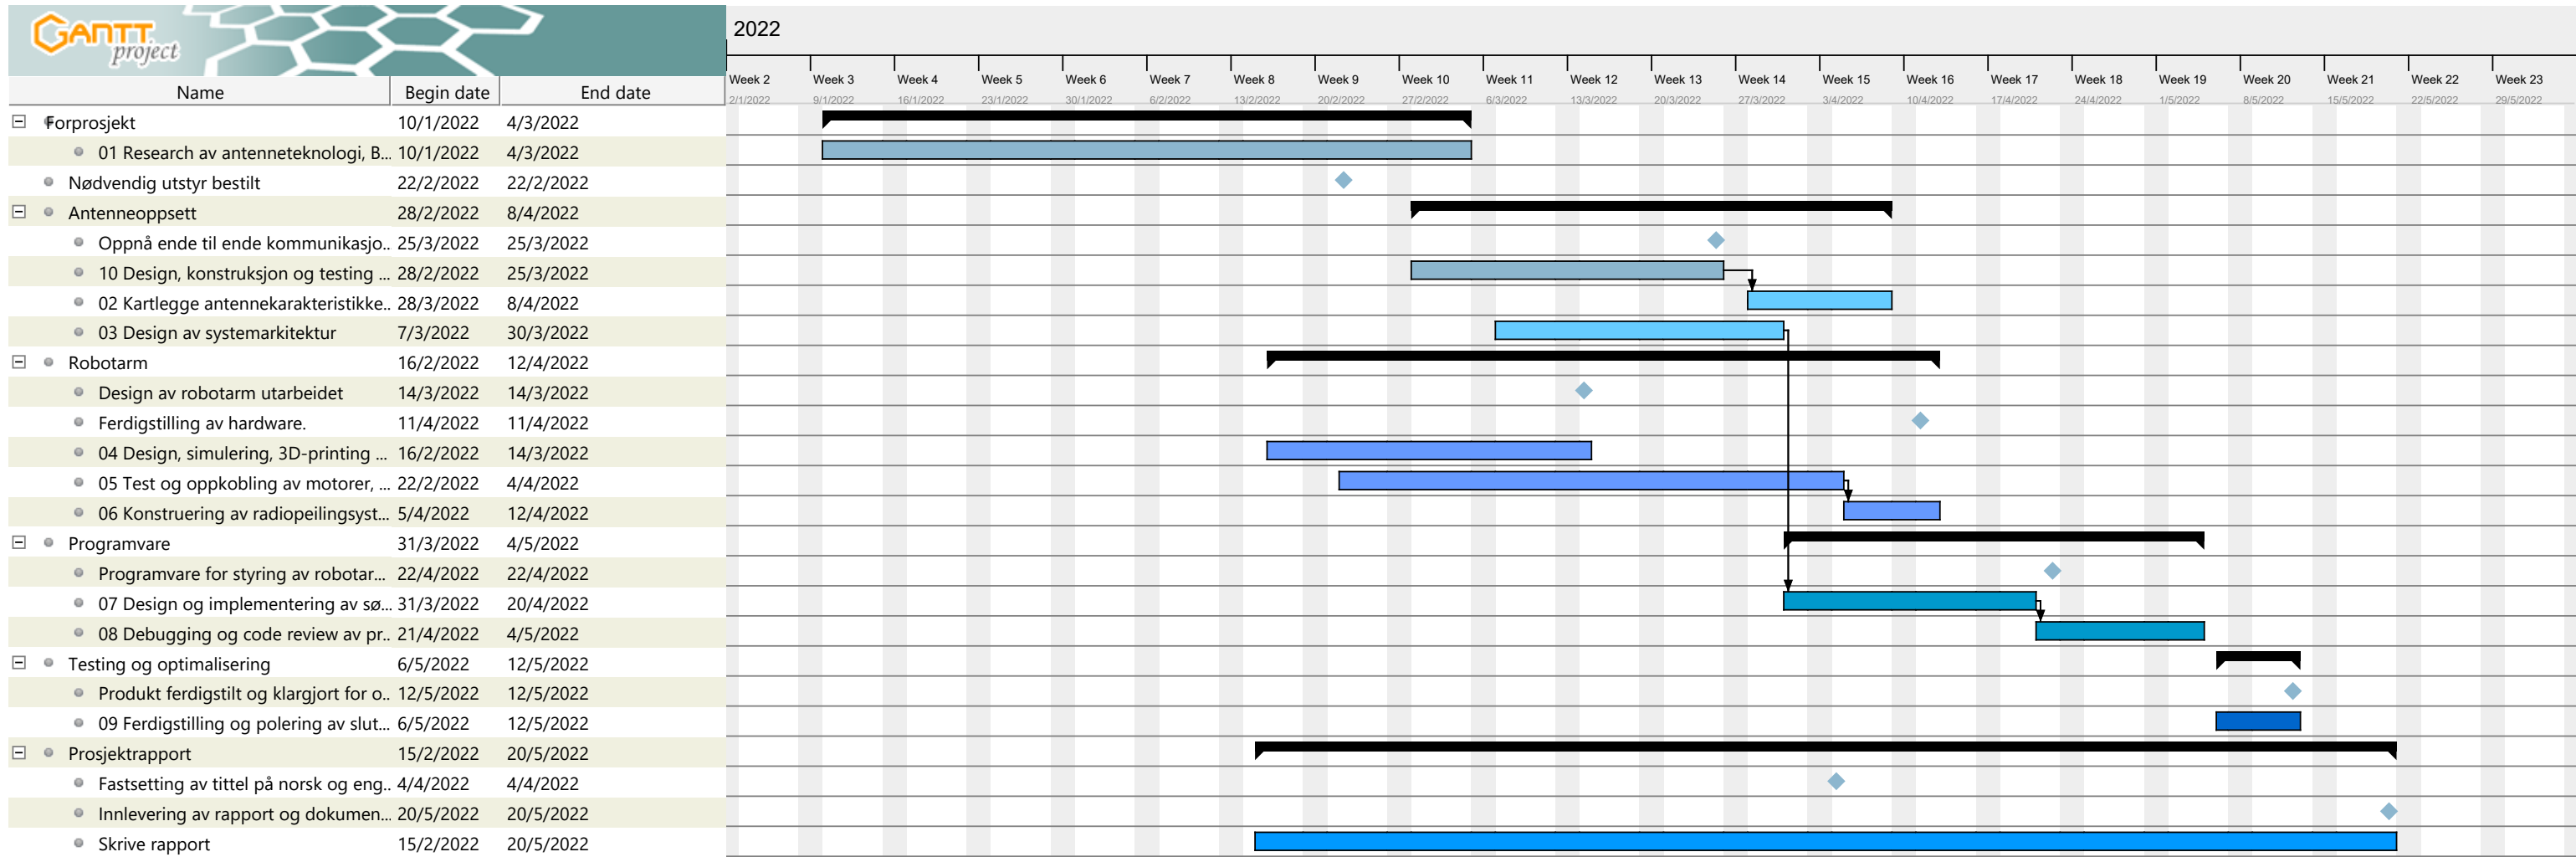 GANTT
project
2022
Week 2 Week 3 Week 4 Week 5 Week 6 Week 7 Week 8 Week 9 Week 10 Week 11 Week 12 Week 13 Week 14 Week 15 Week 16 Week 17 Week 18 Week 19 Week 20 Week 21 Week 22 Week 23
Name Begin date End date
2/1/2022 9/1/2022 16/1/2022 23/1/2022 30/1/2022 6/2/2022 13/2/2022 20/2/2022 27/2/2022 6/3/2022 13/3/2022 20/3/2022 27/3/2022 3/4/2022 10/4/2022 17/4/2022 24/4/2022 1/5/2022 8/5/2022 15/5/2022 22/5/2022 29/5/2022
Forprosjekt 10/1/2022 4/3/2022
01 Research av antenneteknologi, B... 10/1/2022 4/3/2022
Nødvendig utstyr bestilt 22/2/2022 22/2/2022
Antenneoppsett 28/2/2022 8/4/2022
Oppnå ende til ende kommunikasjo.. 25/3/2022 25/3/2022
10 Design, konstruksjon og testing ... 28/2/2022 25/3/2022
02 Kartlegge antennekarakteristikke.. 28/3/2022 8/4/2022
03 Design av systemarkitektur 7/3/2022 30/3/2022
Robotarm 16/2/2022 12/4/2022
Design av robotarm utarbeidet 14/3/2022 14/3/2022
Ferdigstilling av hardware. 11/4/2022 11/4/2022
04 Design, simulering, 3D-printing ... 16/2/2022 14/3/2022
05 Test og oppkobling av motorer, ... 22/2/2022 4/4/2022
06 Konstruering av radiopeilingsyst... 5/4/2022 12/4/2022
Programvare 31/3/2022 4/5/2022
Programvare for styring av robotar... 22/4/2022 22/4/2022
07 Design og implementering av sø... 31/3/2022 20/4/2022
08 Debugging og code review av pr.. 21/4/2022 4/5/2022
Testing og optimalisering 6/5/2022 12/5/2022
Produkt ferdigstilt og klargjort for o.. 12/5/2022 12/5/2022
09 Ferdigstilling og polering av slut... 6/5/2022 12/5/2022
Prosjektrapport 15/2/2022 20/5/2022
Fastsetting av tittel på norsk og eng.. 4/4/2022 4/4/2022
Innlevering av rapport og dokumen... 20/5/2022 20/5/2022
Skrive rapport 15/2/2022 20/5/2022